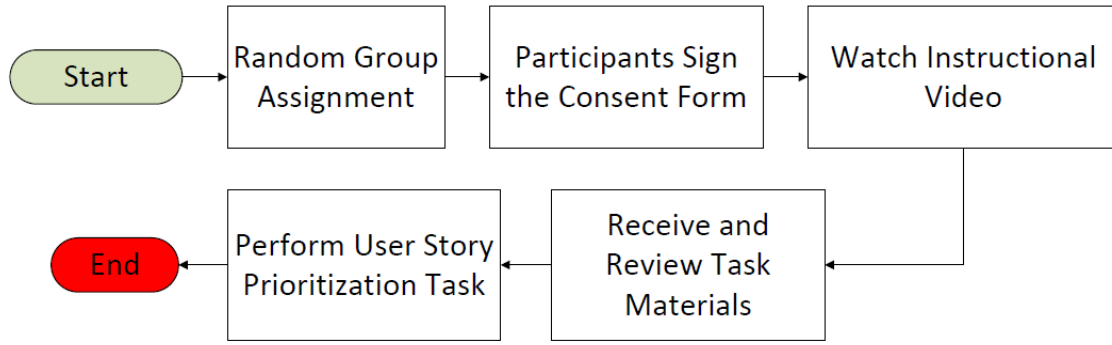 Start
Random Group
Assignment
Participants Sign
the Consent Form
Watch Instructional
Video
Receive and
Review Task
Materials
Perform User Story
Prioritization Task
End